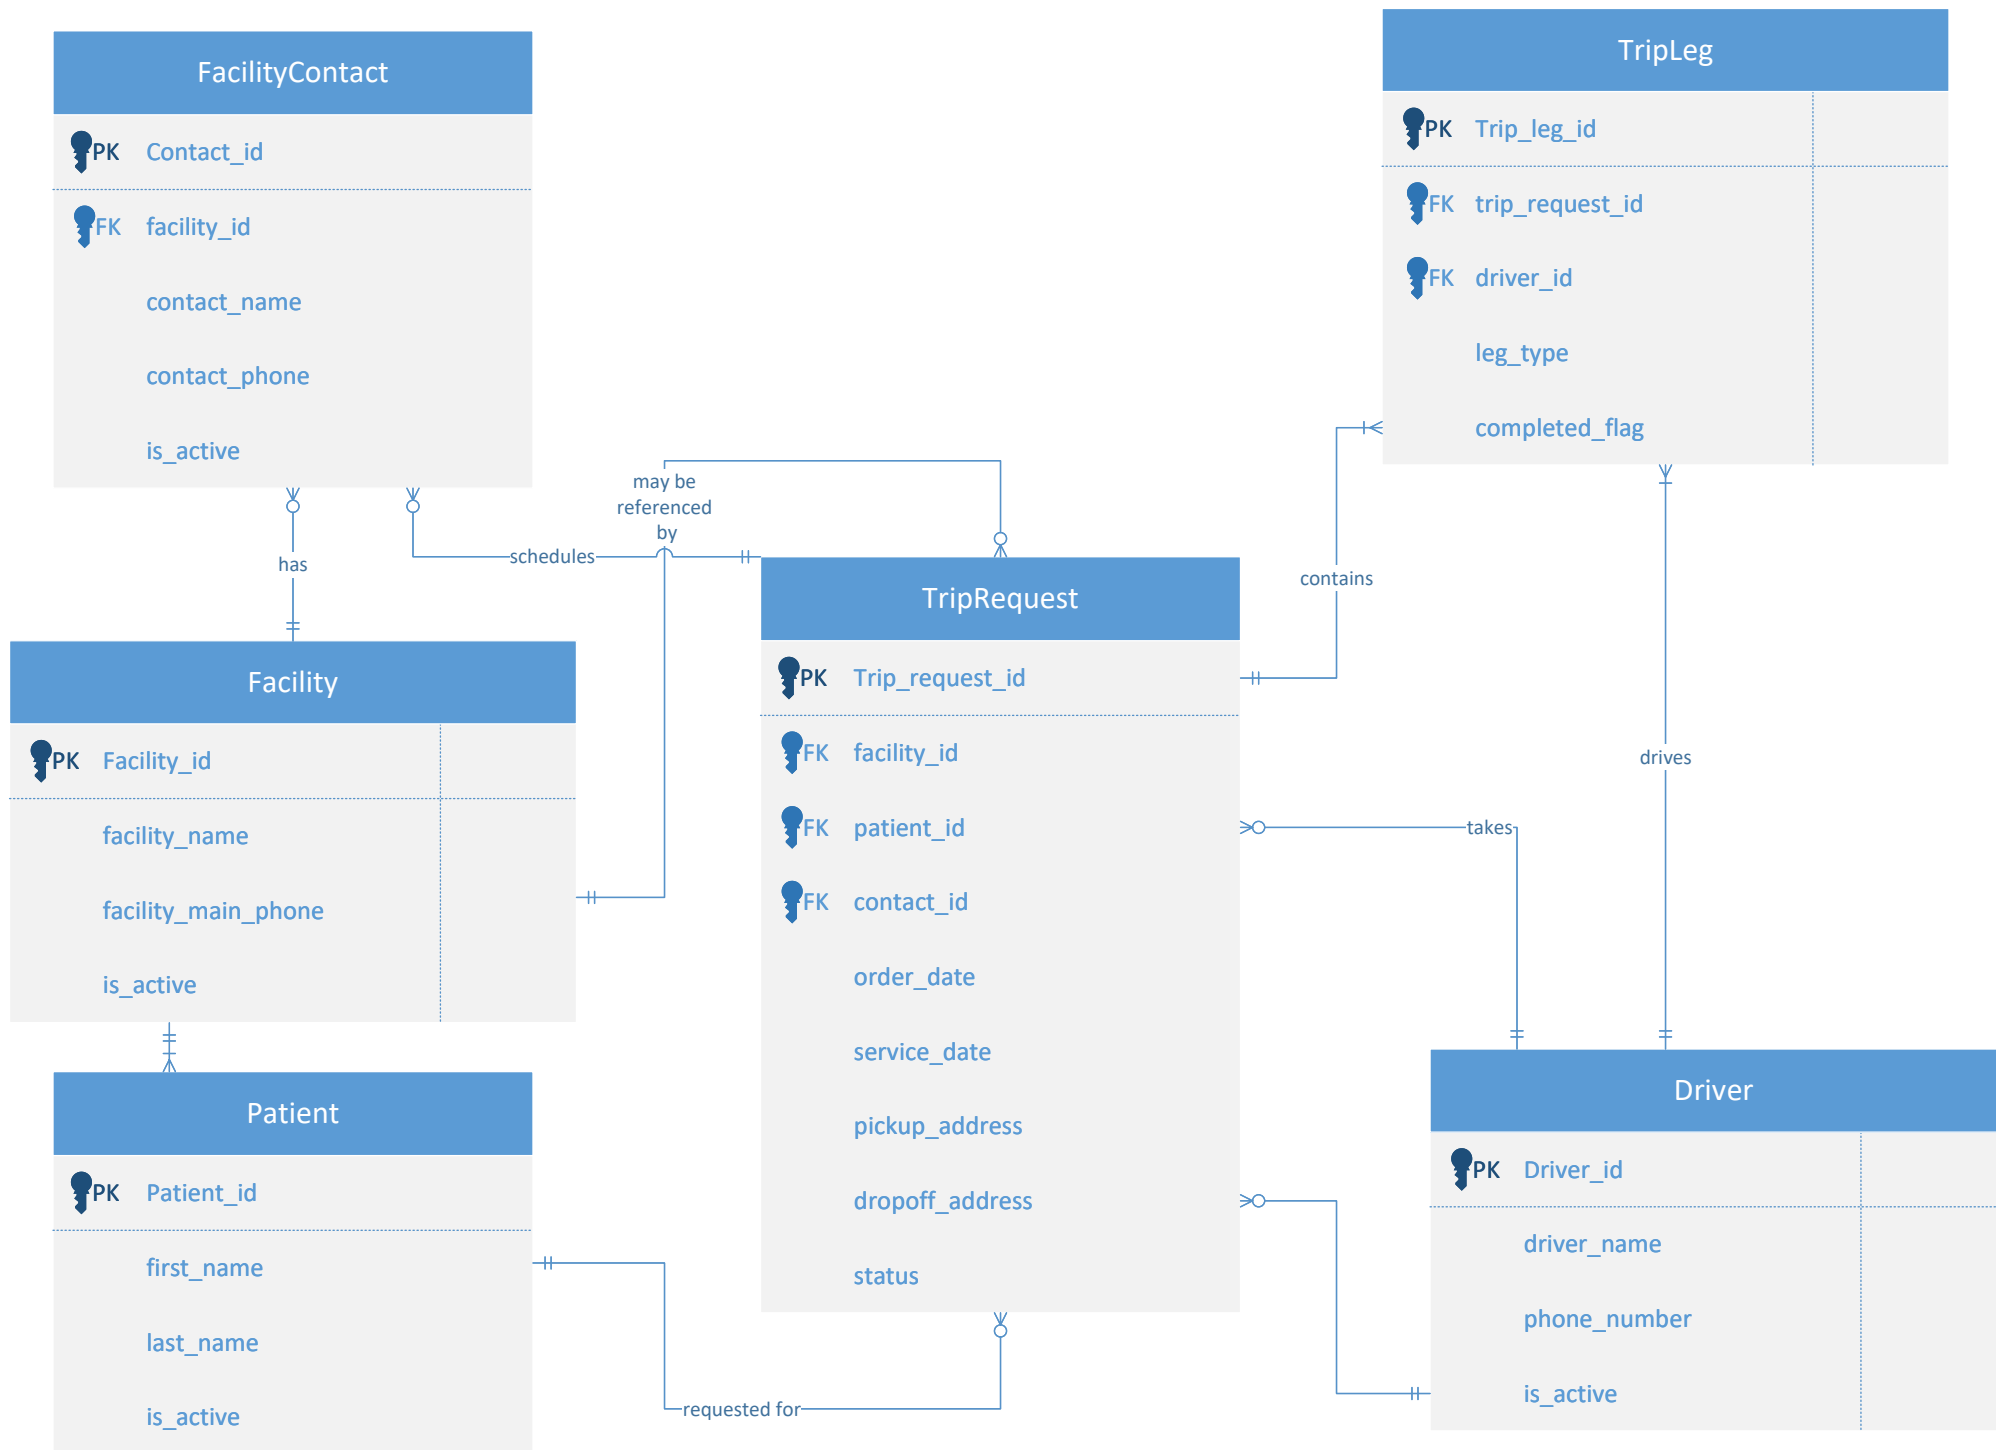 FacilityContact
PK Contact_id
FK facility_id
contact_name
contact_phone
is_active
TripLeg
PK Trip_leg_id
FK trip_request_id
FK driver_id
leg_type
completed_flag
may be
referenced
by
has
schedules
contains
Facility
PK Facility_id
facility_name
facility_main_phone
is_active
TripRequest
PK Trip_request_id
FK facility_id
FK patient_id
FK contact_id
order_date
service_date
pickup_address
dropoff_address
status
drives
takes
Patient
PK Patient_id
first_name
last_name
is_active
requested for
Driver
PK Driver_id
driver_name
phone_number
is_active